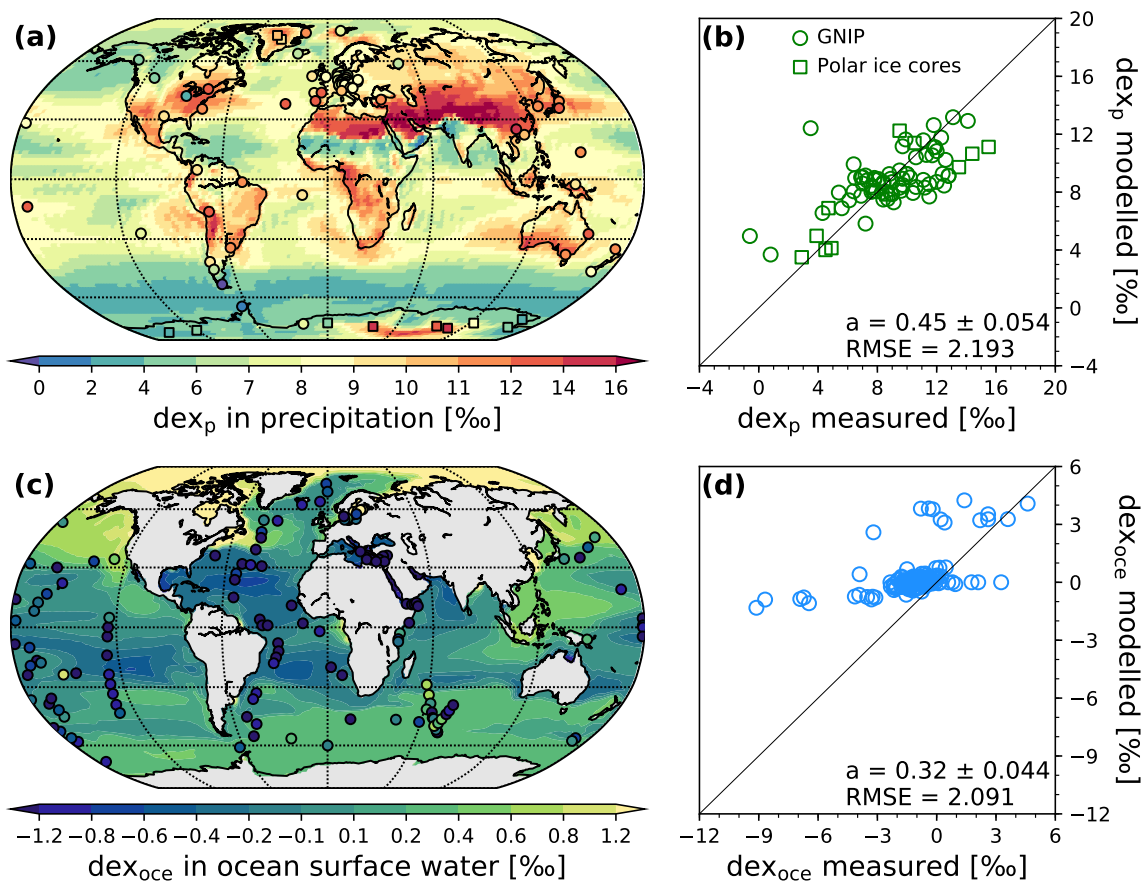 (a)
0 2 4 6 7 8 9 10 11 12 13 14 16
dexp in precipitation [‰]
(b)
GNIP
Polar ice cores
20
16
12
8
4
0
−4
dexp modelled [‰]
a = 0.45 ± 0.054
RMSE = 2.193
−4 0 4 8 12 16 20
dexp measured [‰]
(c)
−1.2 −0.8 −0.6 −0.4 −0.2 −0.1 0.1 0.2 0.4 0.6 0.8 1.2
dexoce in ocean surface water [‰]
(d)
6
3
0
−3
−6
−9
−12
dexoce modelled [‰]
a = 0.32 ± 0.044
RMSE = 2.091
−12 −9 −6 −3 0 3 6
dexoce measured [‰]